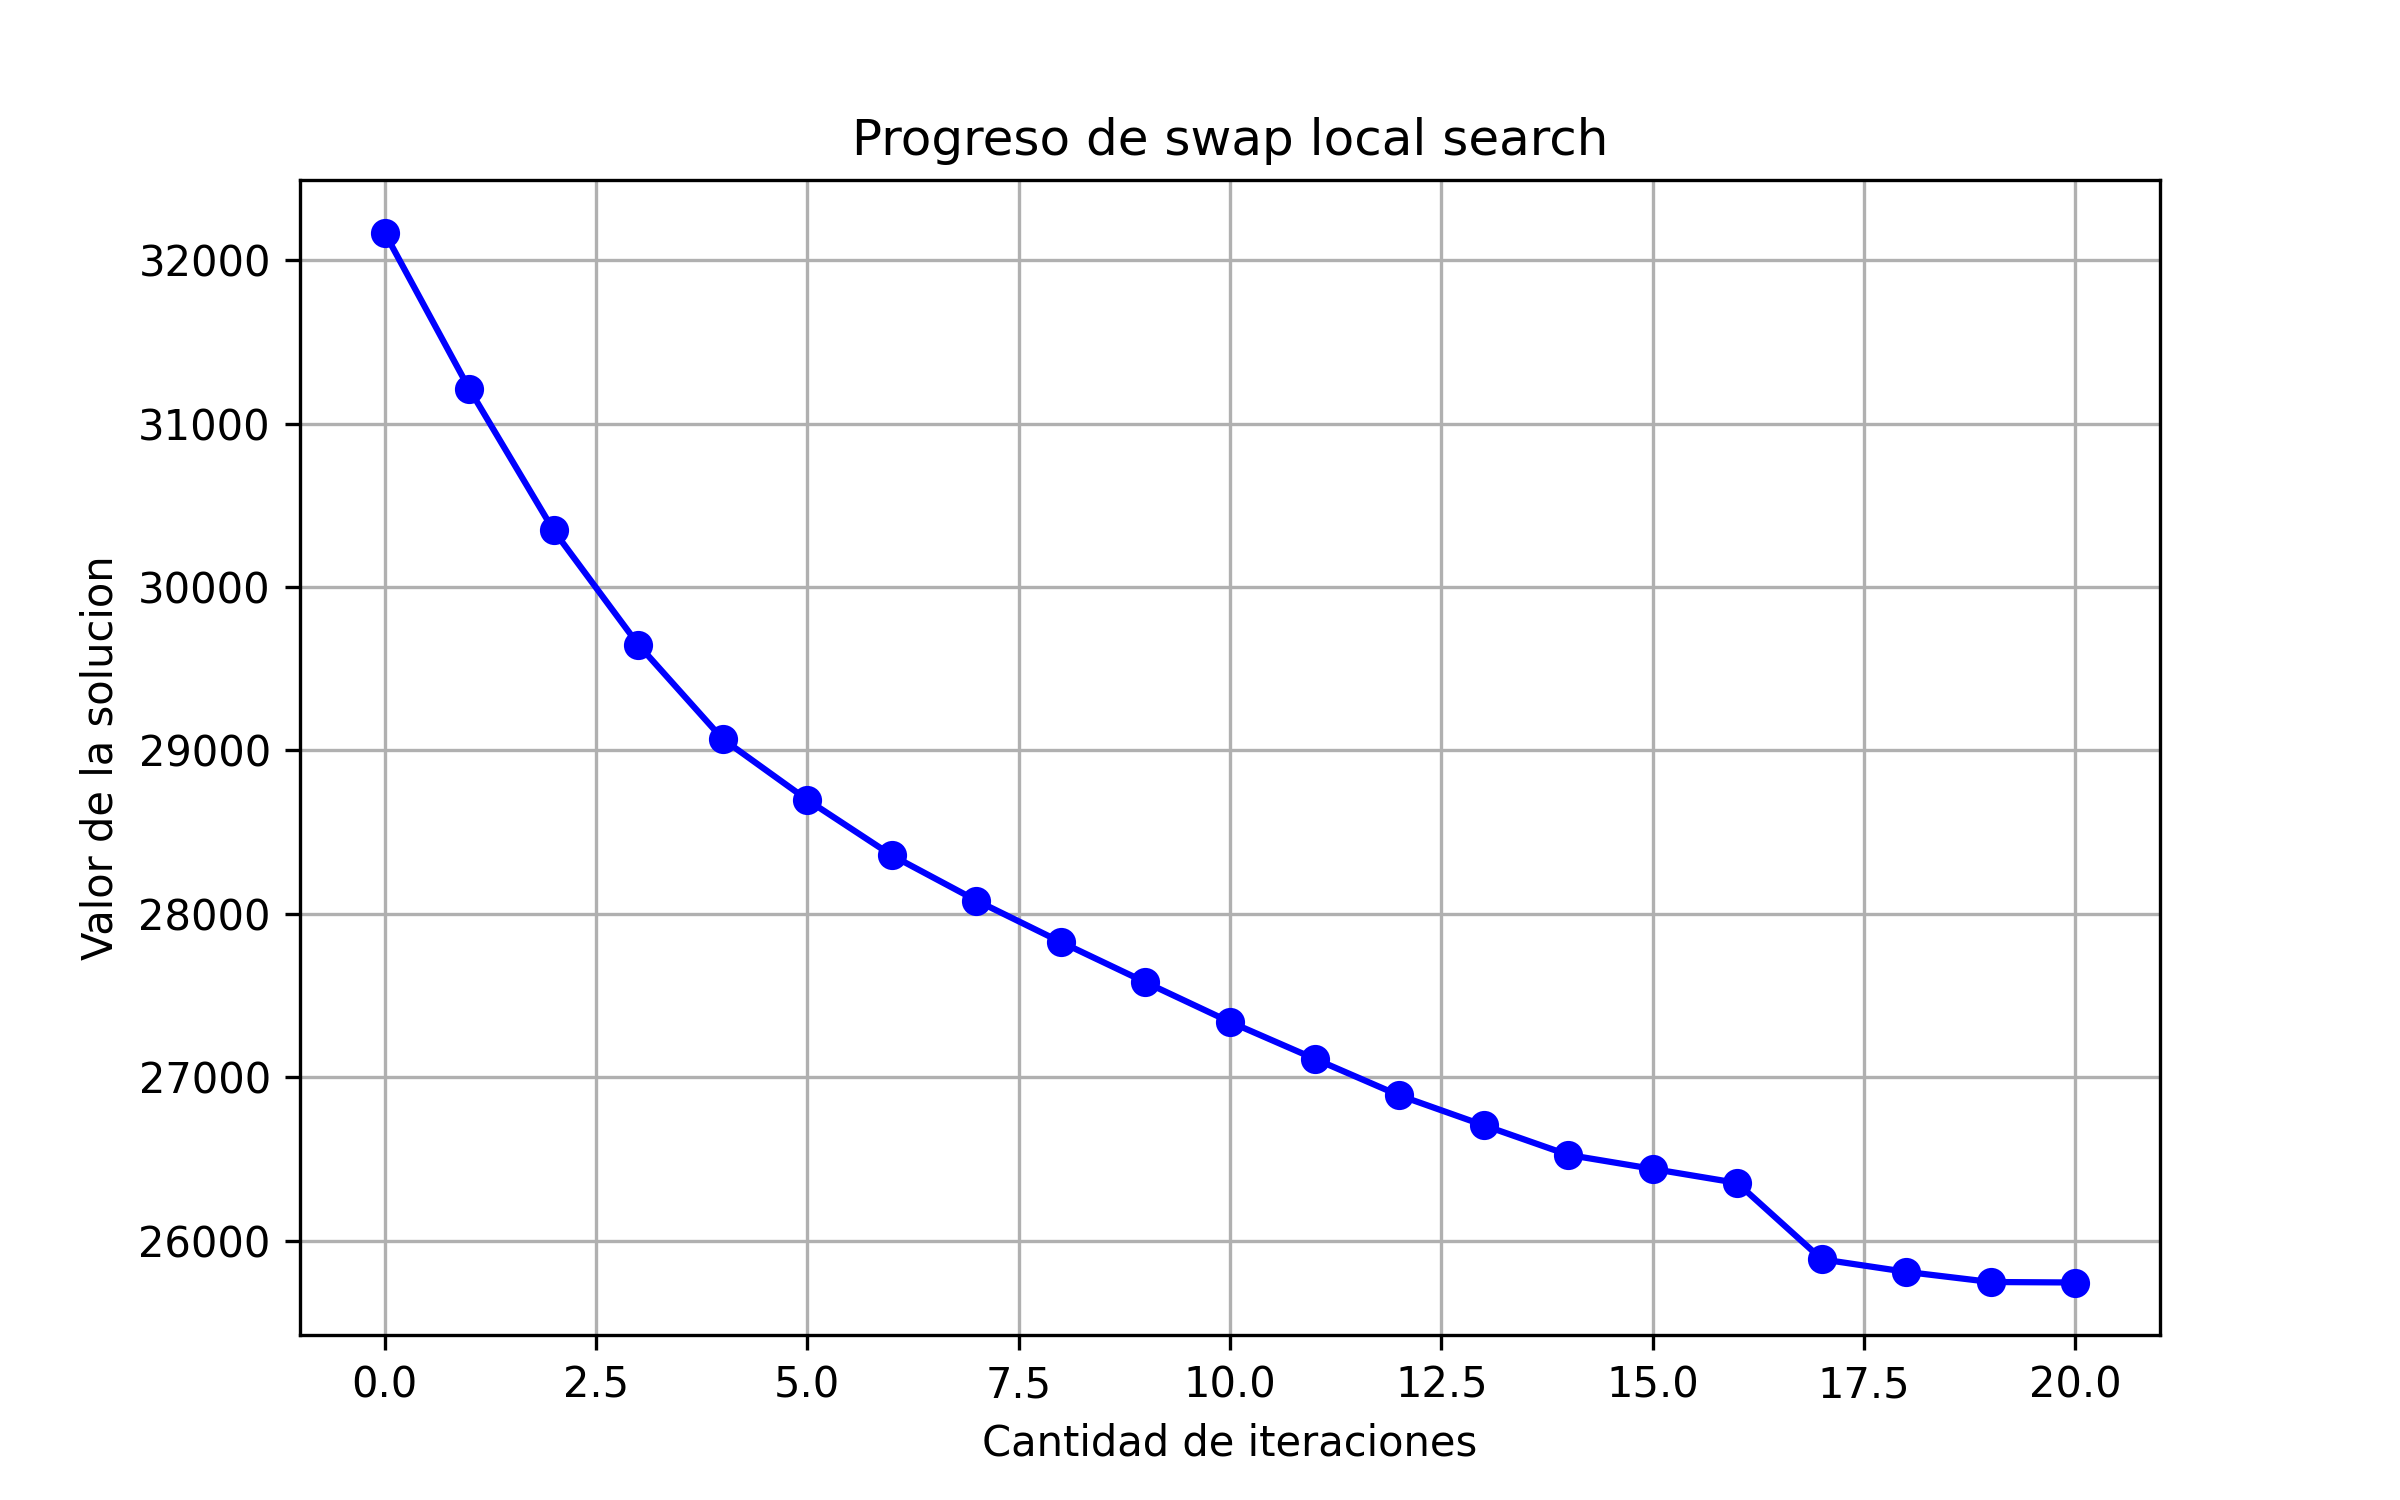 Progreso de swap local search
Valor de la solucion
32000
31000
30000
29000
28000
27000
26000
0.0 2.5 5.0 7.5 10.0 12.5 15.0 17.5 20.0
Cantidad de iteraciones